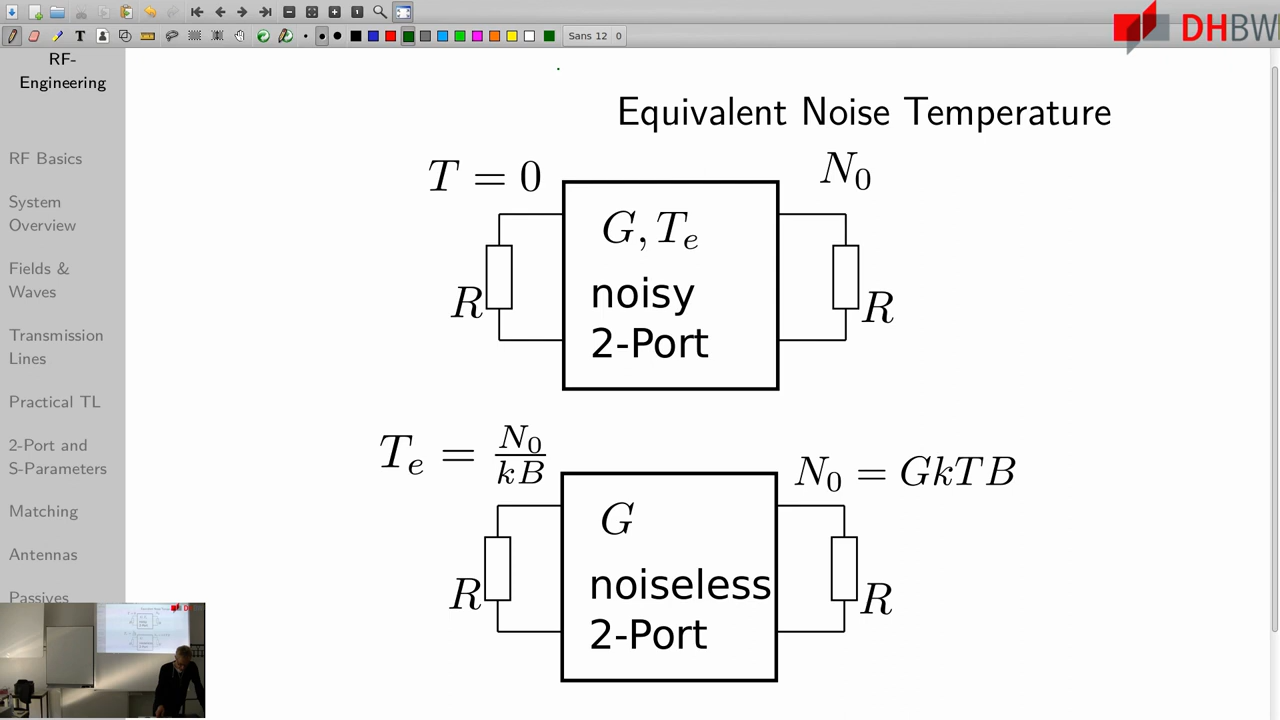 Sans 12 0
DHBW
RF-
Engineering
RF Basics
System
Overview
Fields &
Waves
Transmission
Lines
Practical TL
2-Port and
S-Parameters
Matching
Antennas
Passives
Equivalent Noise Temperature
T = 0
N₀
G, Tₑ
noisy
2-Port
R
R
Tₑ = N₀/kB
N₀ = GkTB
G
noiseless
2-Port
R
R